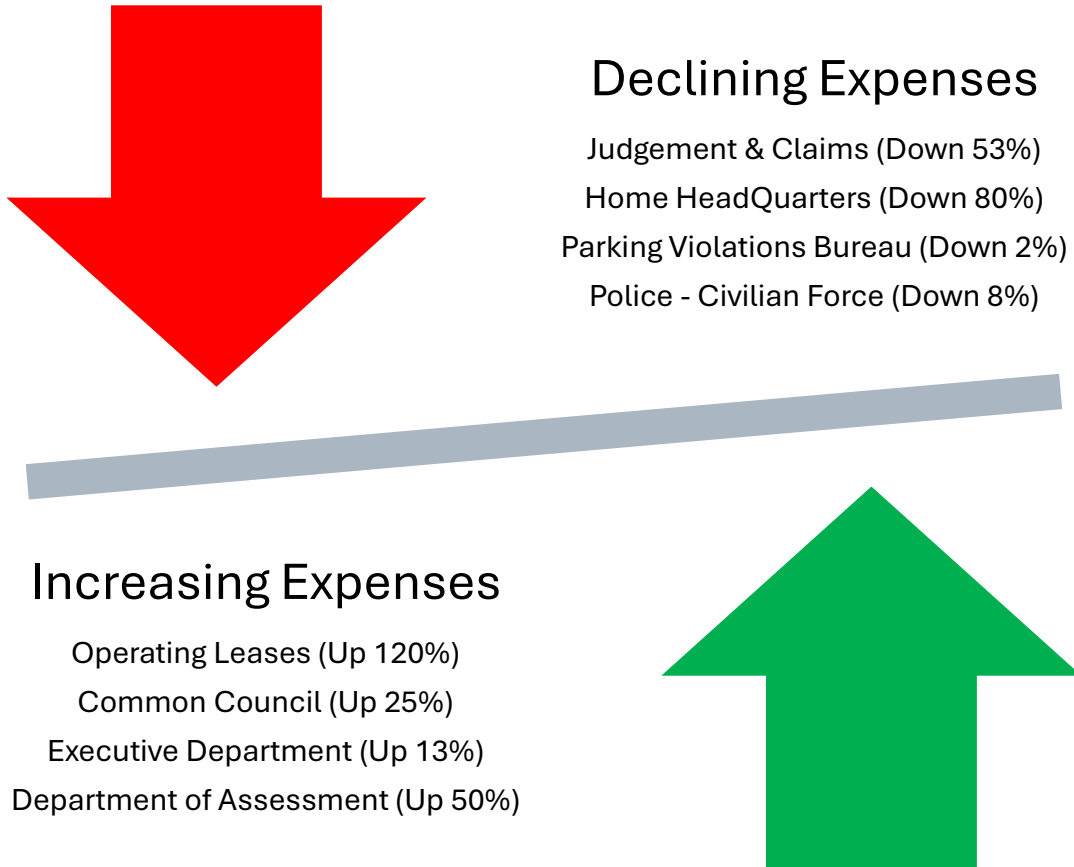 Declining Expenses
Judgement & Claims (Down 53%)
Home HeadQuarters (Down 80%)
Parking Violations Bureau (Down 2%)
Police - Civilian Force (Down 8%)
Increasing Expenses
Operating Leases (Up 120%)
Common Council (Up 25%)
Executive Department (Up 13%)
Department of Assessment (Up 50%)